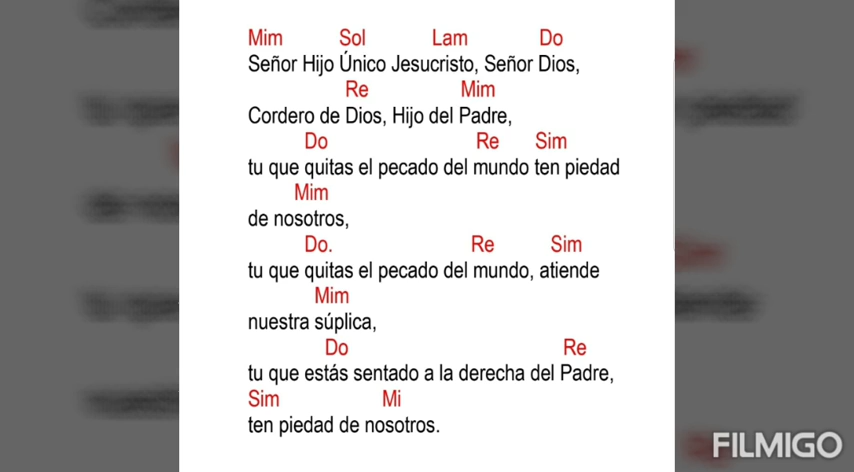 Mim Sol Lam Do
Señor Hijo Único Jesucristo, Señor Dios,
Re Mim
Cordero de Dios, Hijo del Padre,
Do Re Sim
tu que quitas el pecado del mundo ten piedad
Mim
de nosotros,
Do. Re Sim
tu que quitas el pecado del mundo, atiende
Mim
nuestra súplica,
Do Re
tu que estás sentado a la derecha del Padre,
Sim Mi
ten piedad de nosotros.
FILMIGO